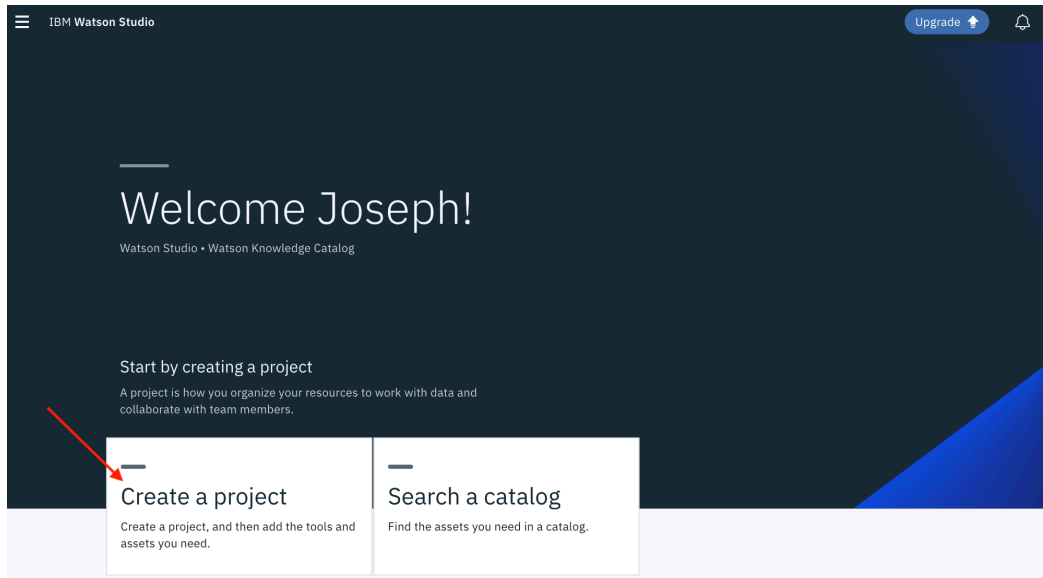 IBM Watson Studio
Upgrade
Welcome Joseph!
Watson Studio • Watson Knowledge Catalog
Start by creating a project
A project is how you organize your resources to work with data and
collaborate with team members.
Create a project
Create a project, and then add the tools and
assets you need.
Search a catalog
Find the assets you need in a catalog.